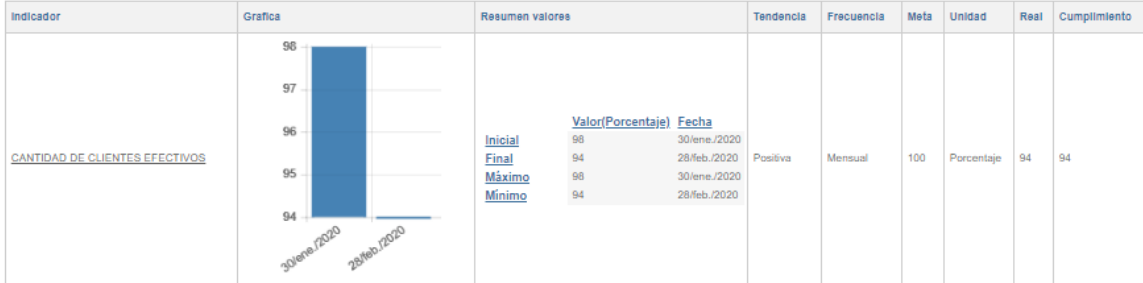 Indicador Grafica Resumen valores Tendencia Frecuencia Meta Unidad Real Cumplimiento
CANTIDAD DE CLIENTES EFECTIVOS
98
97
96
95
94
30/ene./2020 28/feb./2020
Valor(Porcentaje) Fecha
Inicial 98 30/ene./2020
Final 94 28/feb./2020
Máximo 98 30/ene./2020
Mínimo 94 28/feb./2020
Positiva Mensual 100 Porcentaje 94 94